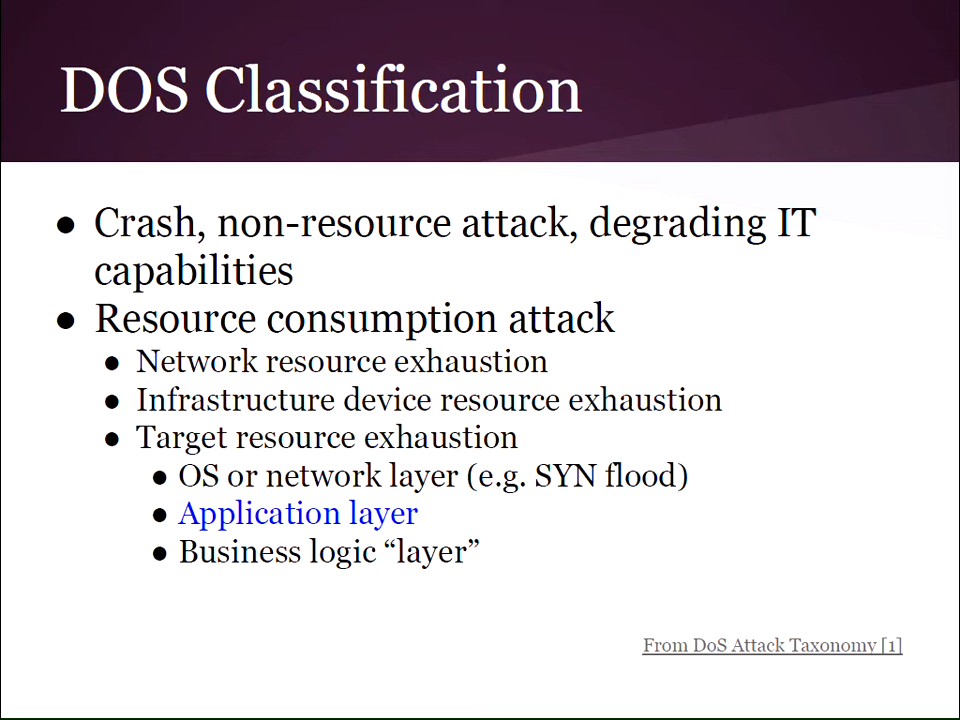 DOS Classification
● Crash, non-resource attack, degrading IT
capabilities
● Resource consumption attack
● Network resource exhaustion
● Infrastructure device resource exhaustion
● Target resource exhaustion
● OS or network layer (e.g. SYN flood)
● Application layer
● Business logic “layer”
From DoS Attack Taxonomy [1]